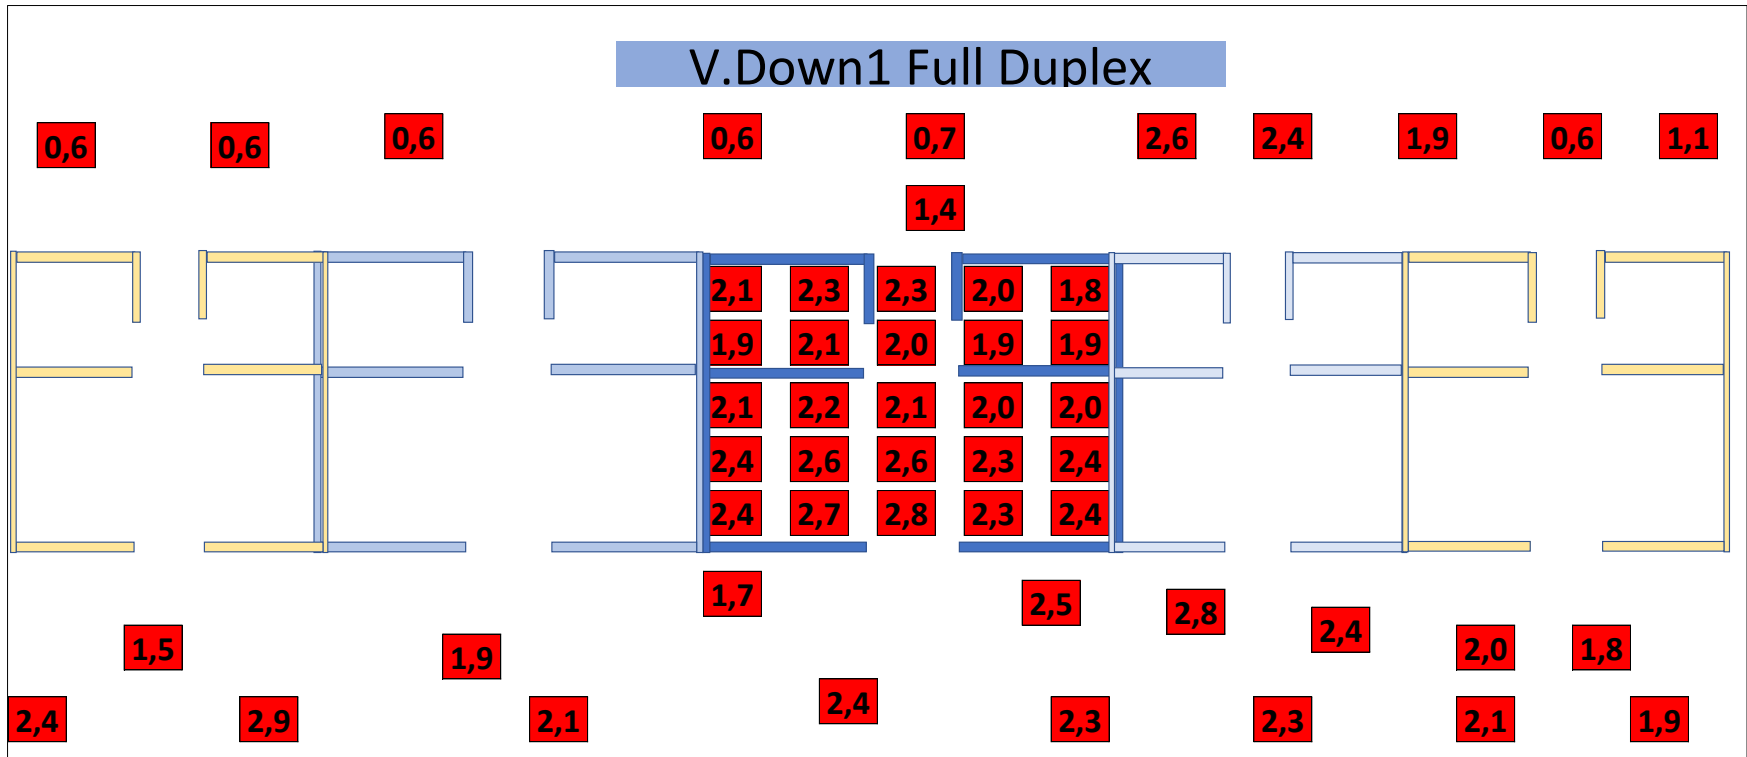 V.Down1 Full Duplex
0,6 0,6 0,6 0,6 0,7 2,6 2,4 1,9 0,6 1,1
1,4
2,1 2,3 2,3 2,0 1,8
1,9 2,1 2,0 1,9 1,9
2,1 2,2 2,1 2,0 2,0
2,4 2,6 2,6 2,3 2,4
2,4 2,7 2,8 2,3 2,4
1,7 2,5 2,8 2,4
1,5 1,9 2,0 1,8
2,4 2,9 2,1 2,4 2,3 2,3 2,1 1,9